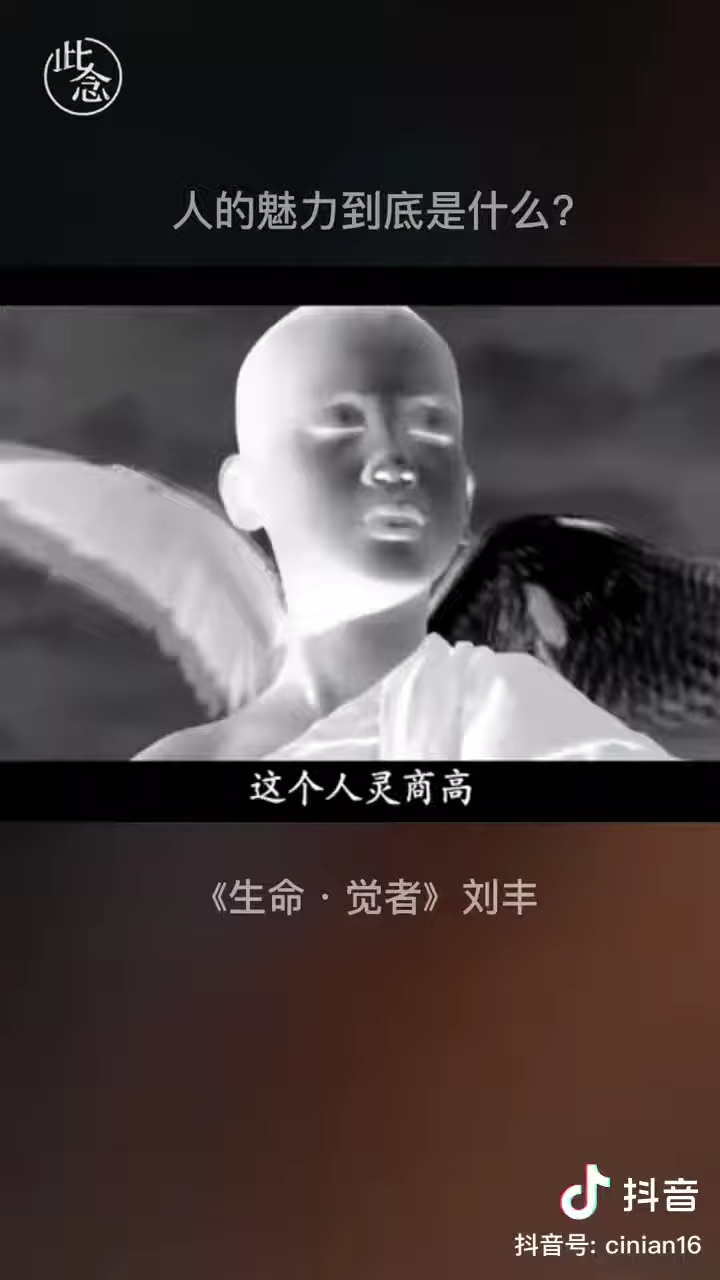 此念
人的魅力到底是什么?
这个人灵商高
《生命·觉者》刘丰
抖音
抖音号: cinian16